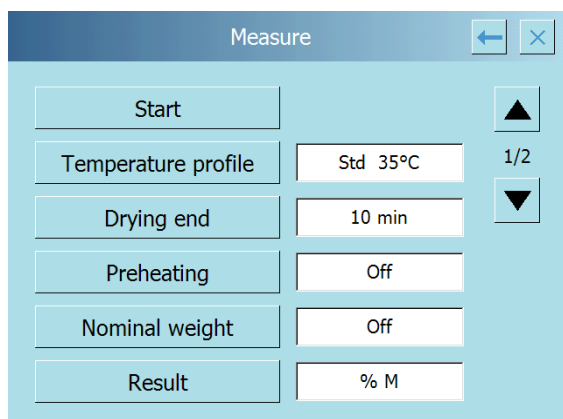 Measure
Start
Temperature profile Std 35°C 1/2
Drying end 10 min
Preheating Off
Nominal weight Off
Result % M